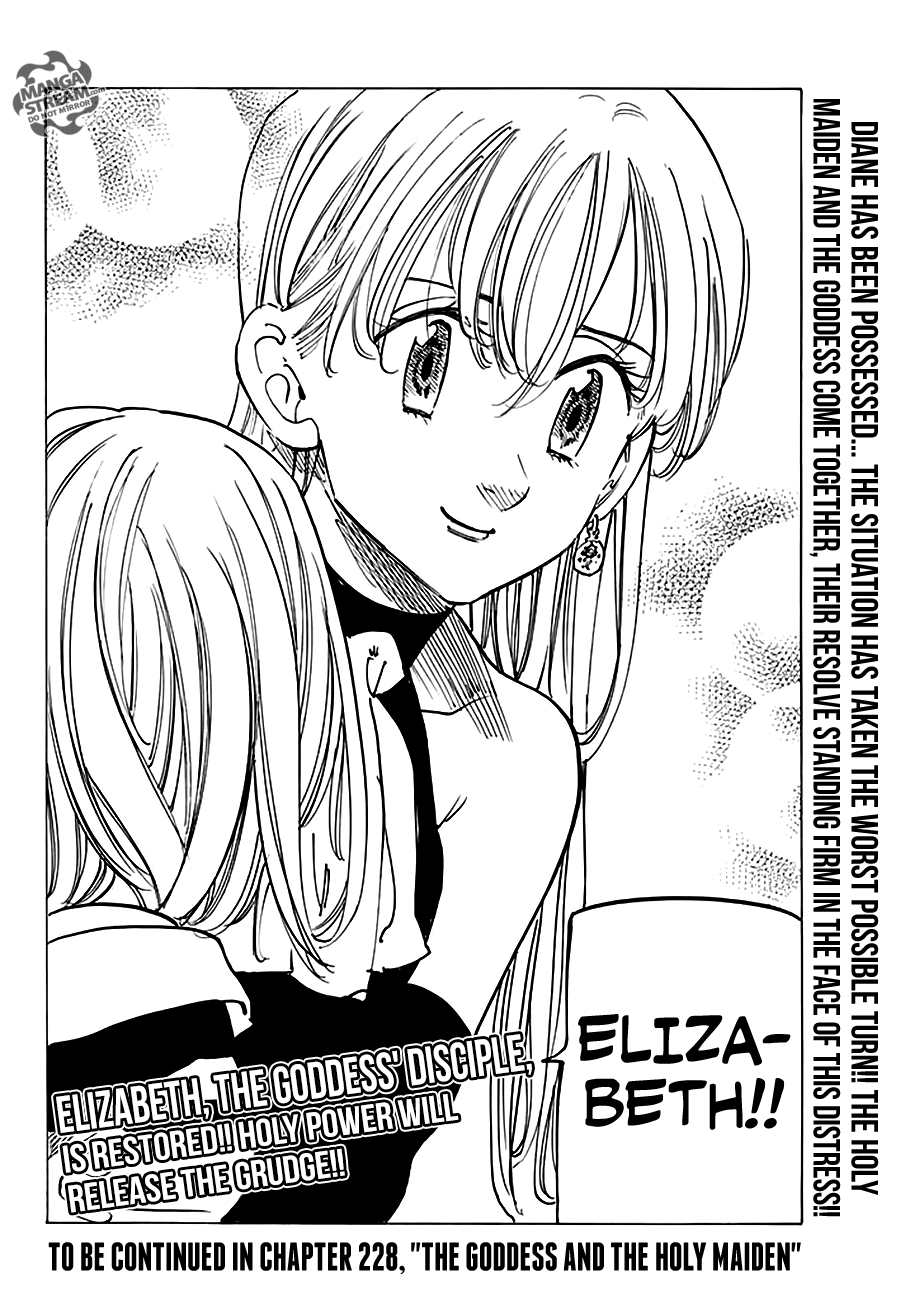 MANGA
STREAM.com
DO NOT MIRROR
DIANE HAS BEEN POSSESSED... THE SITUATION HAS TAKEN THE WORST POSSIBLE TURN!! THE HOLY
MAIDEN AND THE GODDESS COME TOGETHER, THEIR RESOLVE STANDING FIRM IN THE FACE OF THIS DISTRESS!!
ELIZA-
BETH!!
ELIZABETH, THE GODDESS' DISCIPLE,
IS RESTORED!! HOLY POWER WILL
RELEASE THE GRUDGE!!
TO BE CONTINUED IN CHAPTER 228, "THE GODDESS AND THE HOLY MAIDEN"